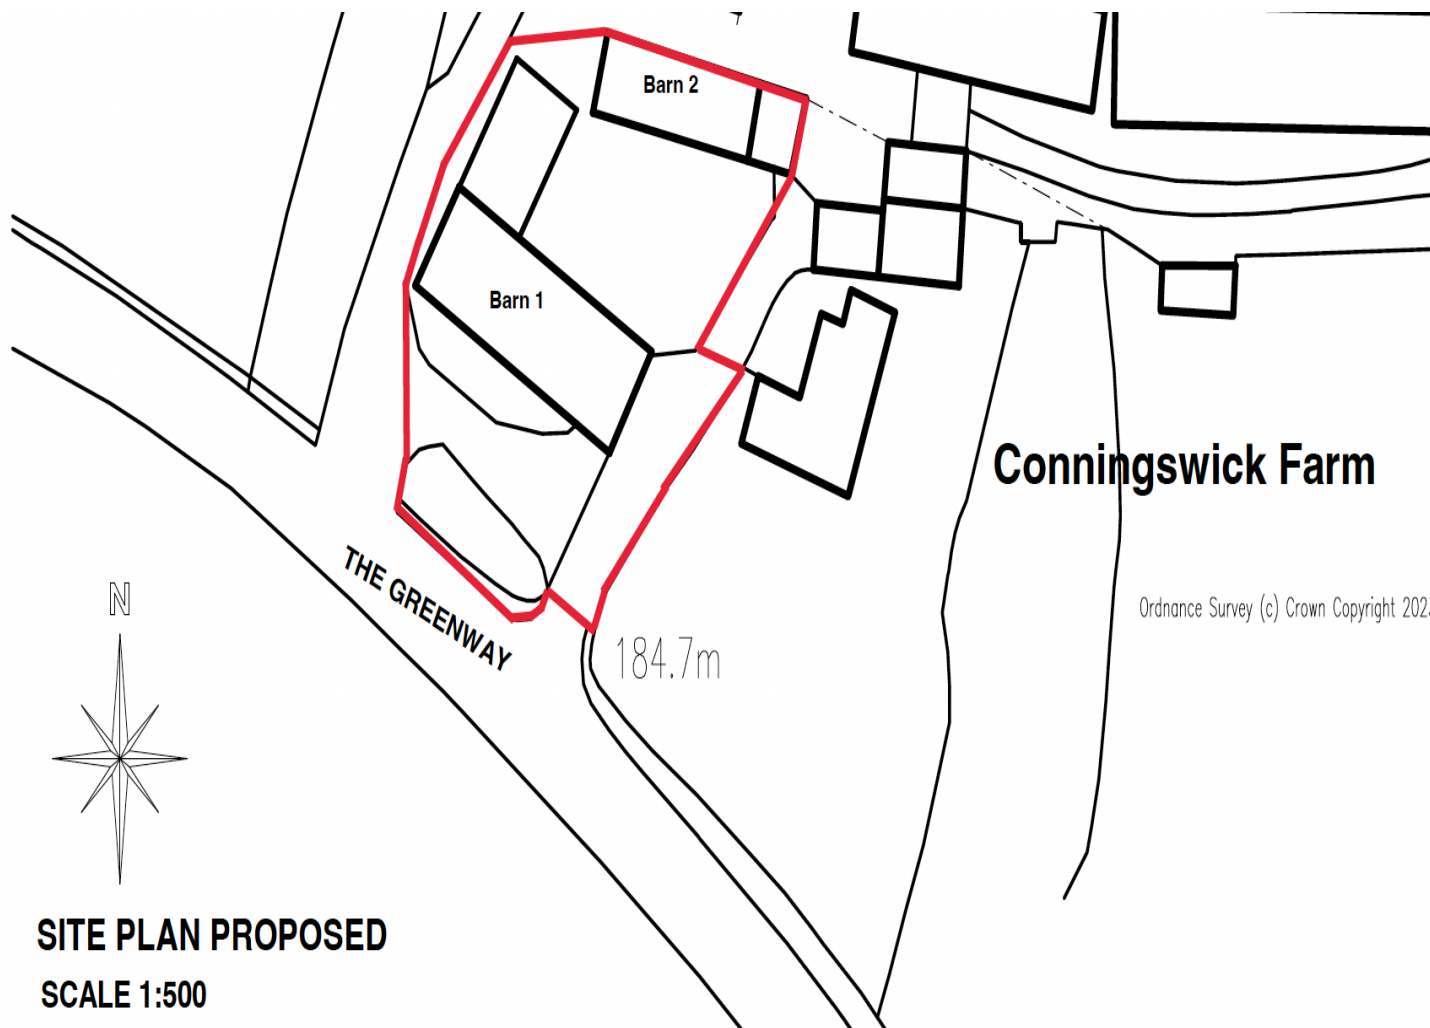 Barn 2
Barn 1
Conningswick Farm
THE GREENWAY
N
Ordnance Survey (c) Crown Copyright
184.7m
SITE PLAN PROPOSED
SCALE 1:500